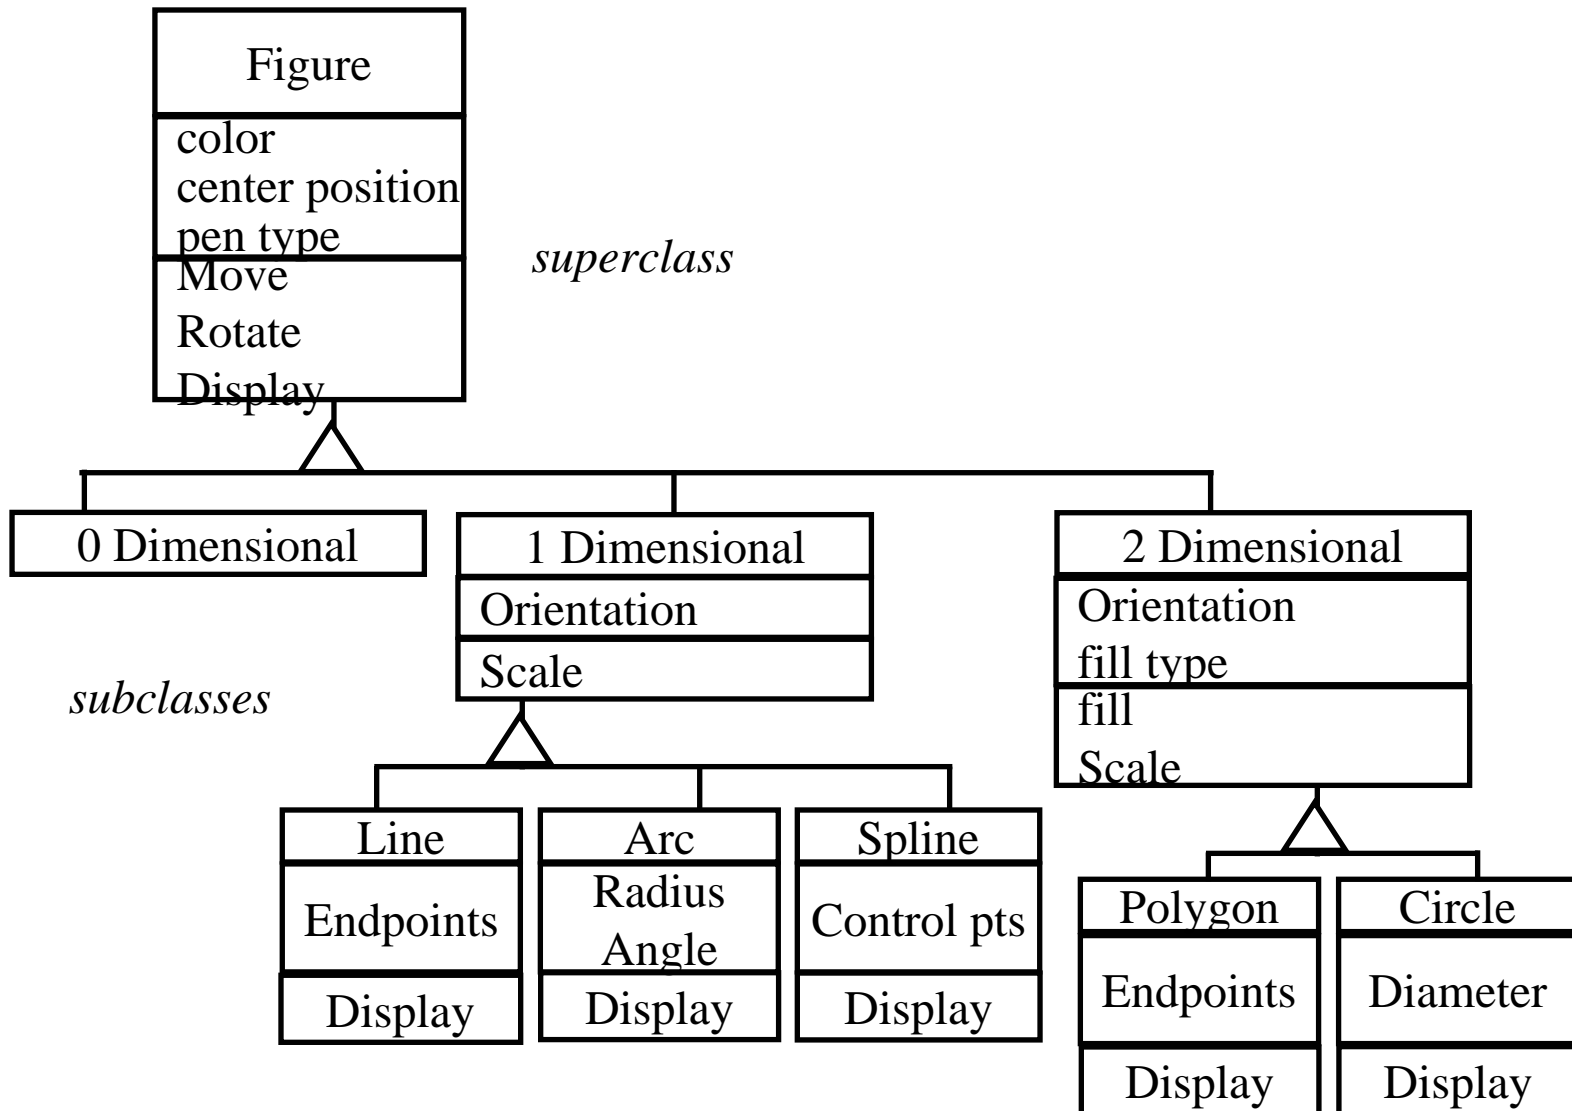 Figure
color
center position
pen type
Move
Rotate
Display
superclass
0 Dimensional
1 Dimensional
Orientation
Scale
2 Dimensional
Orientation
fill type
fill
Scale
subclasses
Line
Endpoints
Display
Arc
Radius
Angle
Display
Spline
Control pts
Display
Polygon
Endpoints
Display
Circle
Diameter
Display